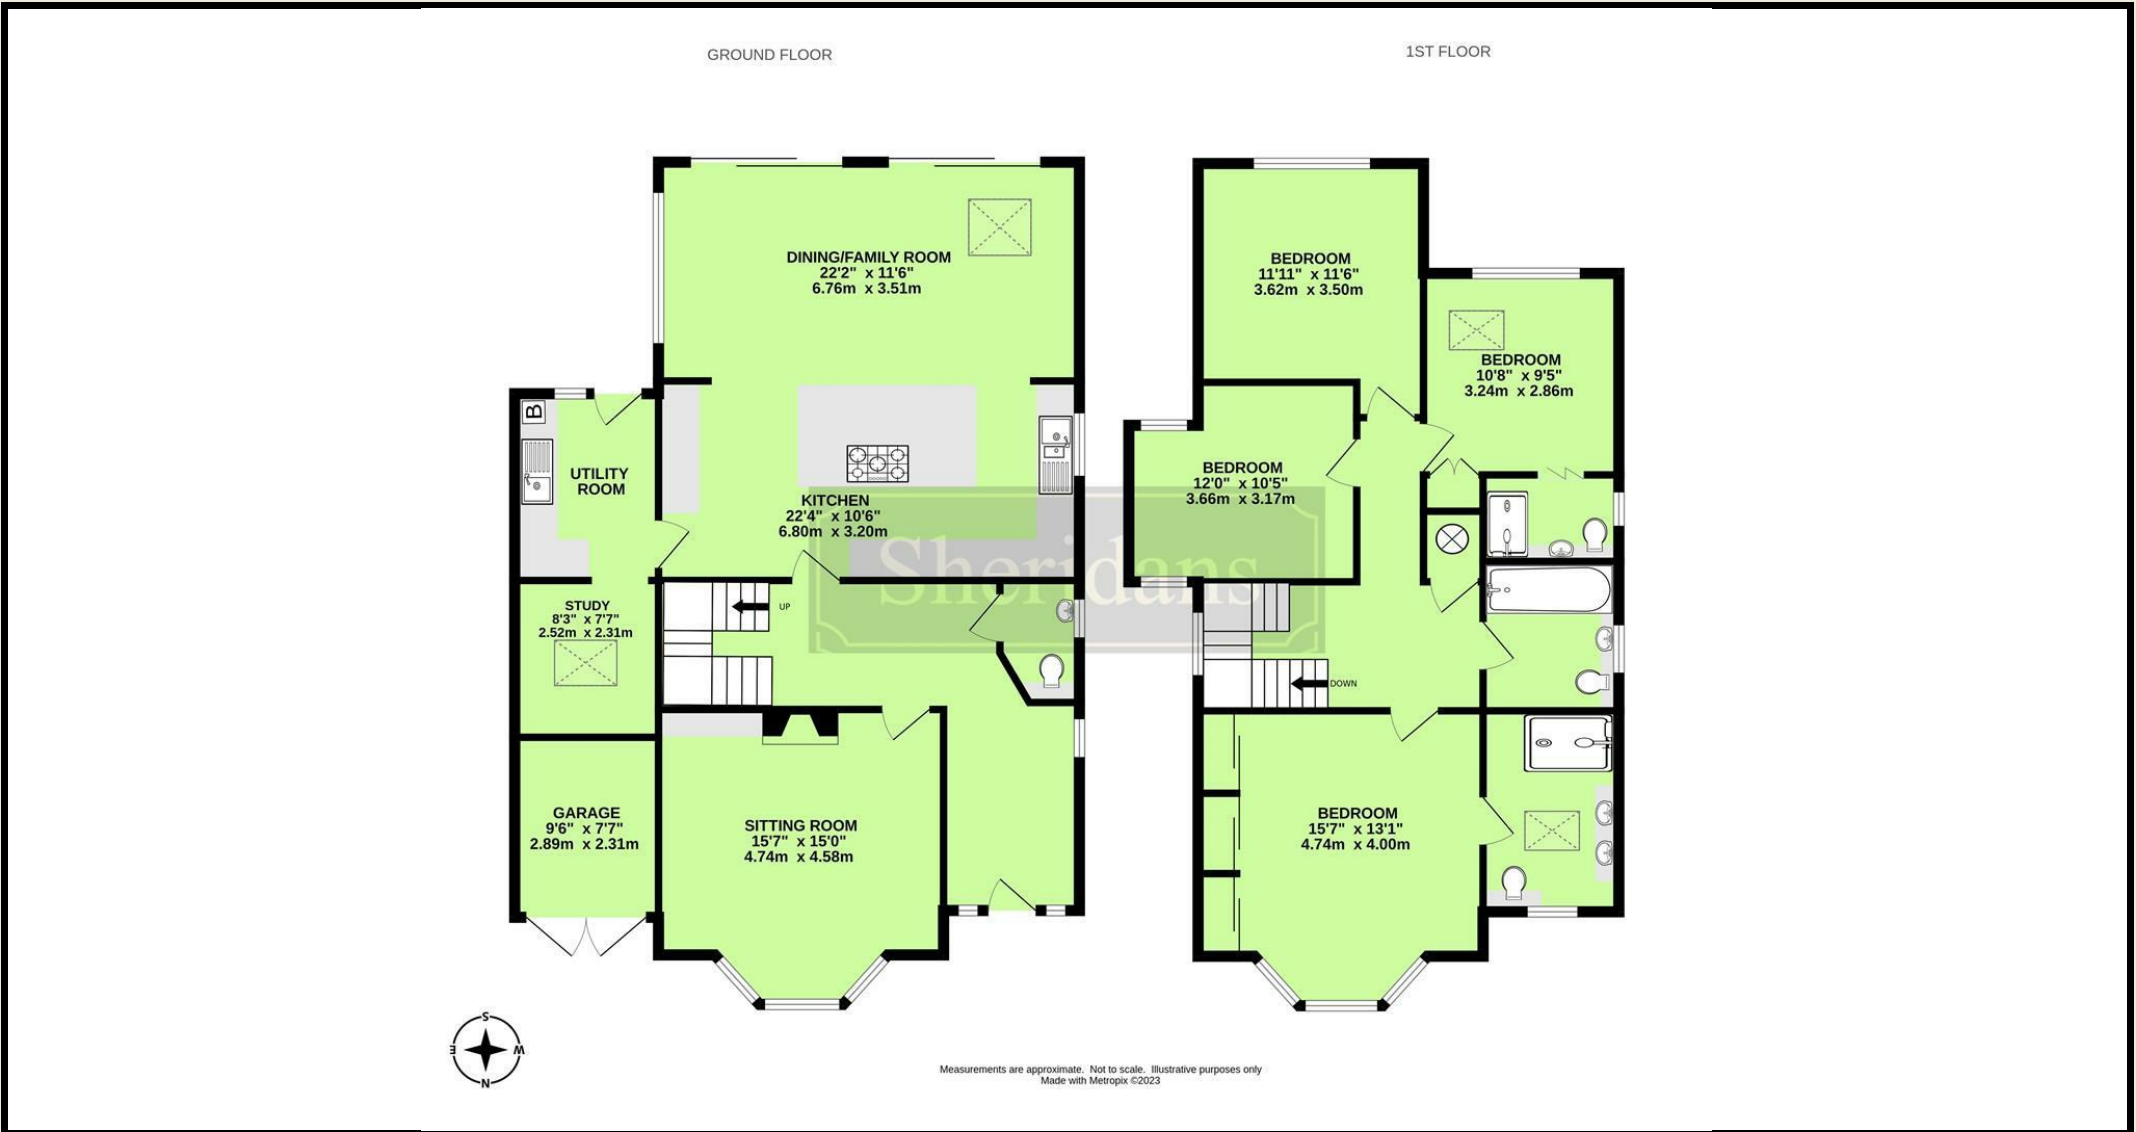 GROUND FLOOR
DINING/FAMILY ROOM
22'2" x 11'6"
6.76m x 3.51m
B
UTILITY
ROOM
KITCHEN
22'4" x 10'6"
6.80m x 3.20m
STUDY
8'3" x 7'7"
2.52m x 2.31m
UP
GARAGE
9'6" x 7'7"
2.89m x 2.31m
SITTING ROOM
15'7" x 15'0"
4.74m x 4.58m
1ST FLOOR
BEDROOM
11'11" x 11'6"
3.62m x 3.50m
BEDROOM
10'8" x 9'5"
3.24m x 2.86m
BEDROOM
12'0" x 10'5"
3.66m x 3.17m
DOWN
BEDROOM
15'7" x 13'1"
4.74m x 4.00m
Sheridans
S
E
W
N
Measurements are approximate. Not to scale. Illustrative purposes only
Made with Metropix ©2023